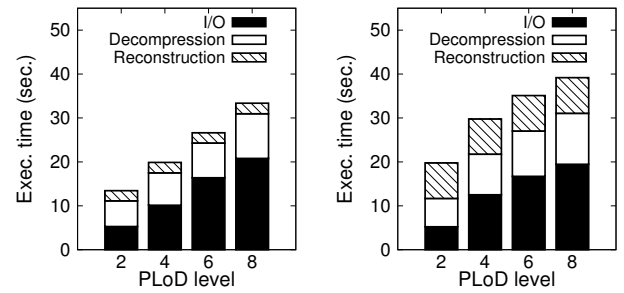 50
40
30
20
10
0
Exec. time (sec.)
I/O
Decompression
Reconstruction
2 4 6 8
PLoD level
50
40
30
20
10
0
Exec. time (sec.)
I/O
Decompression
Reconstruction
2 4 6 8
PLoD level